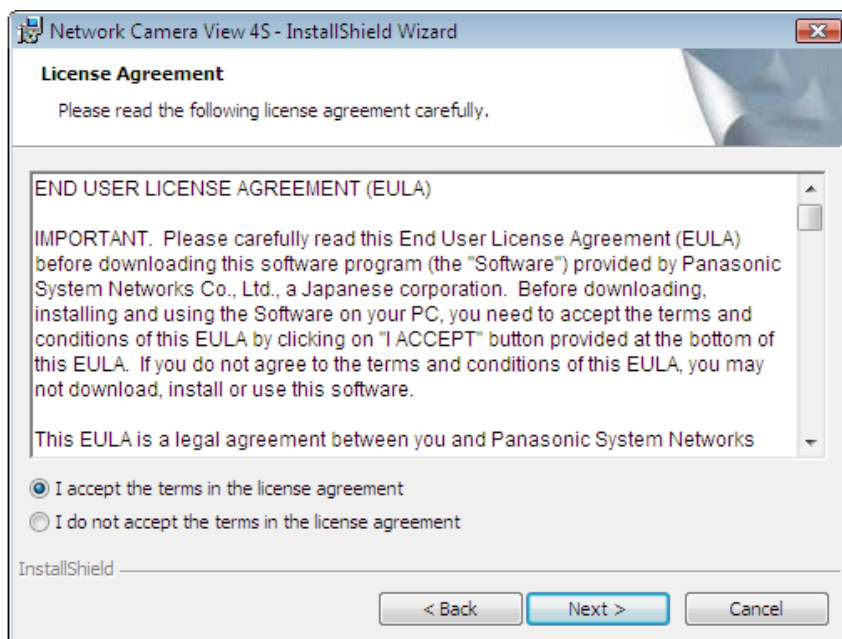 Network Camera View 4S - InstallShield Wizard
License Agreement
Please read the following license agreement carefully.
END USER LICENSE AGREEMENT (EULA)
IMPORTANT.  Please carefully read this End User License Agreement (EULA)
before downloading this software program (the "Software") provided by Panasonic
System Networks Co., Ltd., a Japanese corporation.  Before downloading,
installing and using the Software on your PC, you need to accept the terms and
conditions of this EULA by clicking on "I ACCEPT" button provided at the bottom of
this EULA.  If you do not agree to the terms and conditions of this EULA, you may
not download, install or use this software.
This EULA is a legal agreement between you and Panasonic System Networks
I accept the terms in the license agreement
I do not accept the terms in the license agreement
InstallShield
< Back
Next >
Cancel